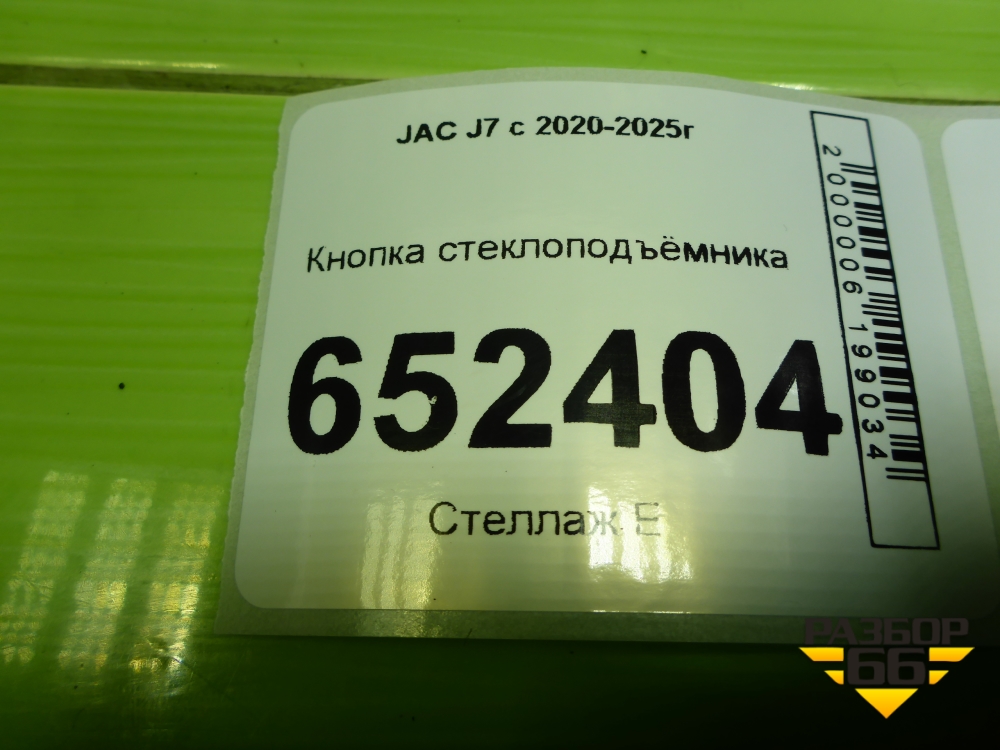 JAC J7 с 2020-2025г
Кнопка стеклоподъёмника
652404
Стеллаж Е
2000006199034
РАЗБОР
66